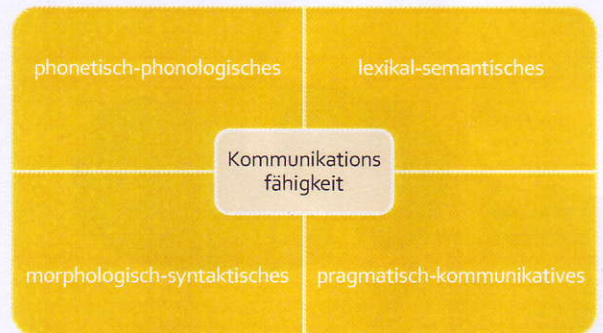 phonetisch-phonologisches
lexikal-semantisches
Kommunikations
fähigkeit
morphologisch-syntaktisches
pragmatisch-kommunikatives